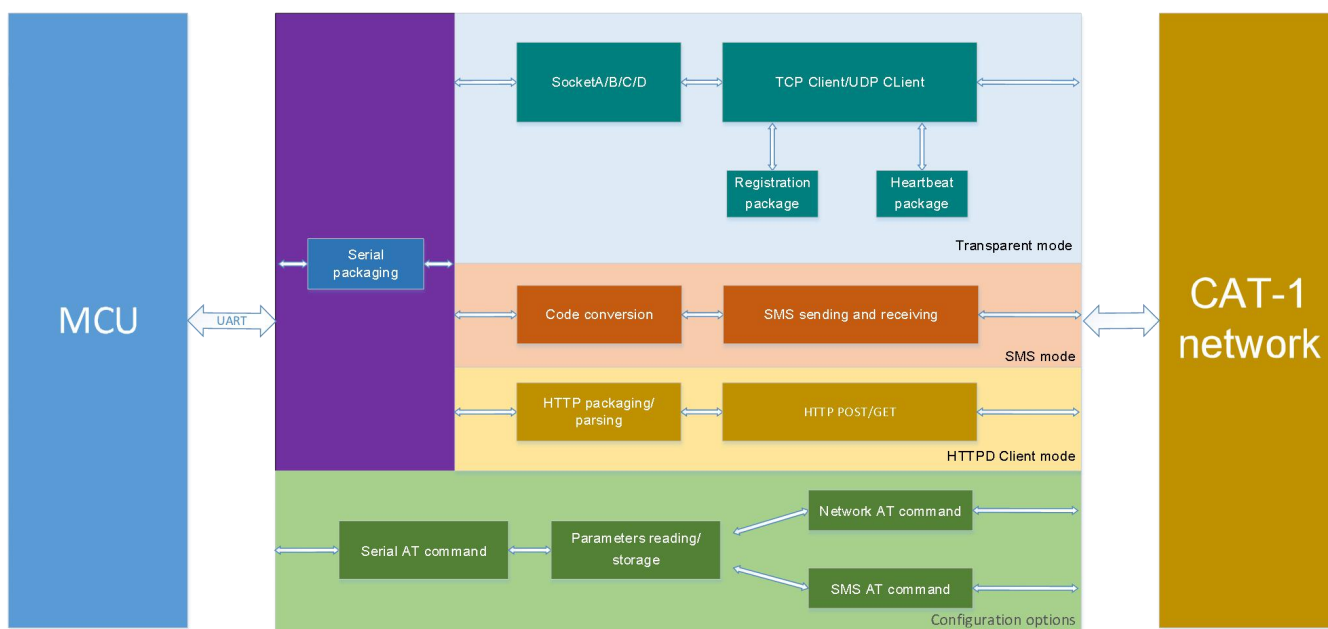 MCU
UART
Serial
packaging
SocketA/B/C/D
TCP Client/UDP CLient
Registration
package
Heartbeat
package
Transparent mode
Code conversion
SMS sending and receiving
SMS mode
HTTP packaging/
parsing
HTTP POST/GET
HTTPD Client mode
Serial AT command
Parameters reading/
storage
Network AT command
SMS AT command
Configuration options
CAT-1
network